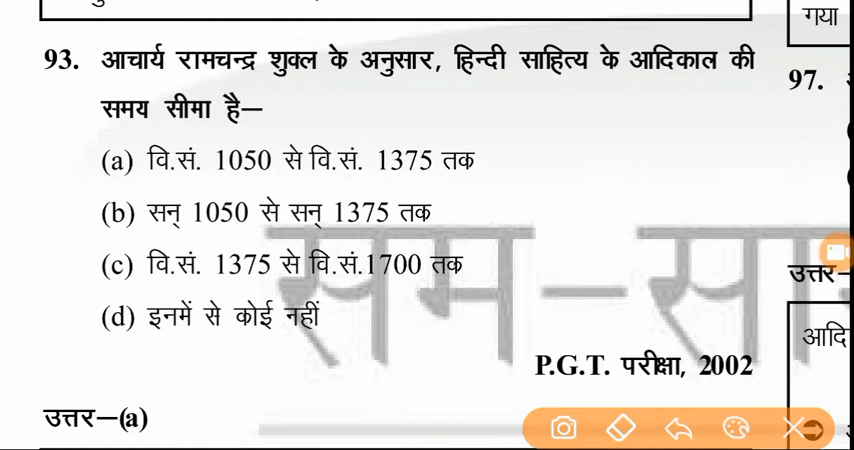 गया
93. आचार्य रामचन्द्र शुक्ल के अनुसार, हिन्दी साहित्य के आदिकाल की
समय सीमा है—
(a) वि.सं. 1050 से वि.सं. 1375 तक
(b) सन् 1050 से सन् 1375 तक
(c) वि.सं. 1375 से वि.सं.1700 तक
(d) इनमें से कोई नहीं
P.G.T. परीक्षा, 2002
उत्तर—(a)
97.
उत्तर—
आदि
सम–सा